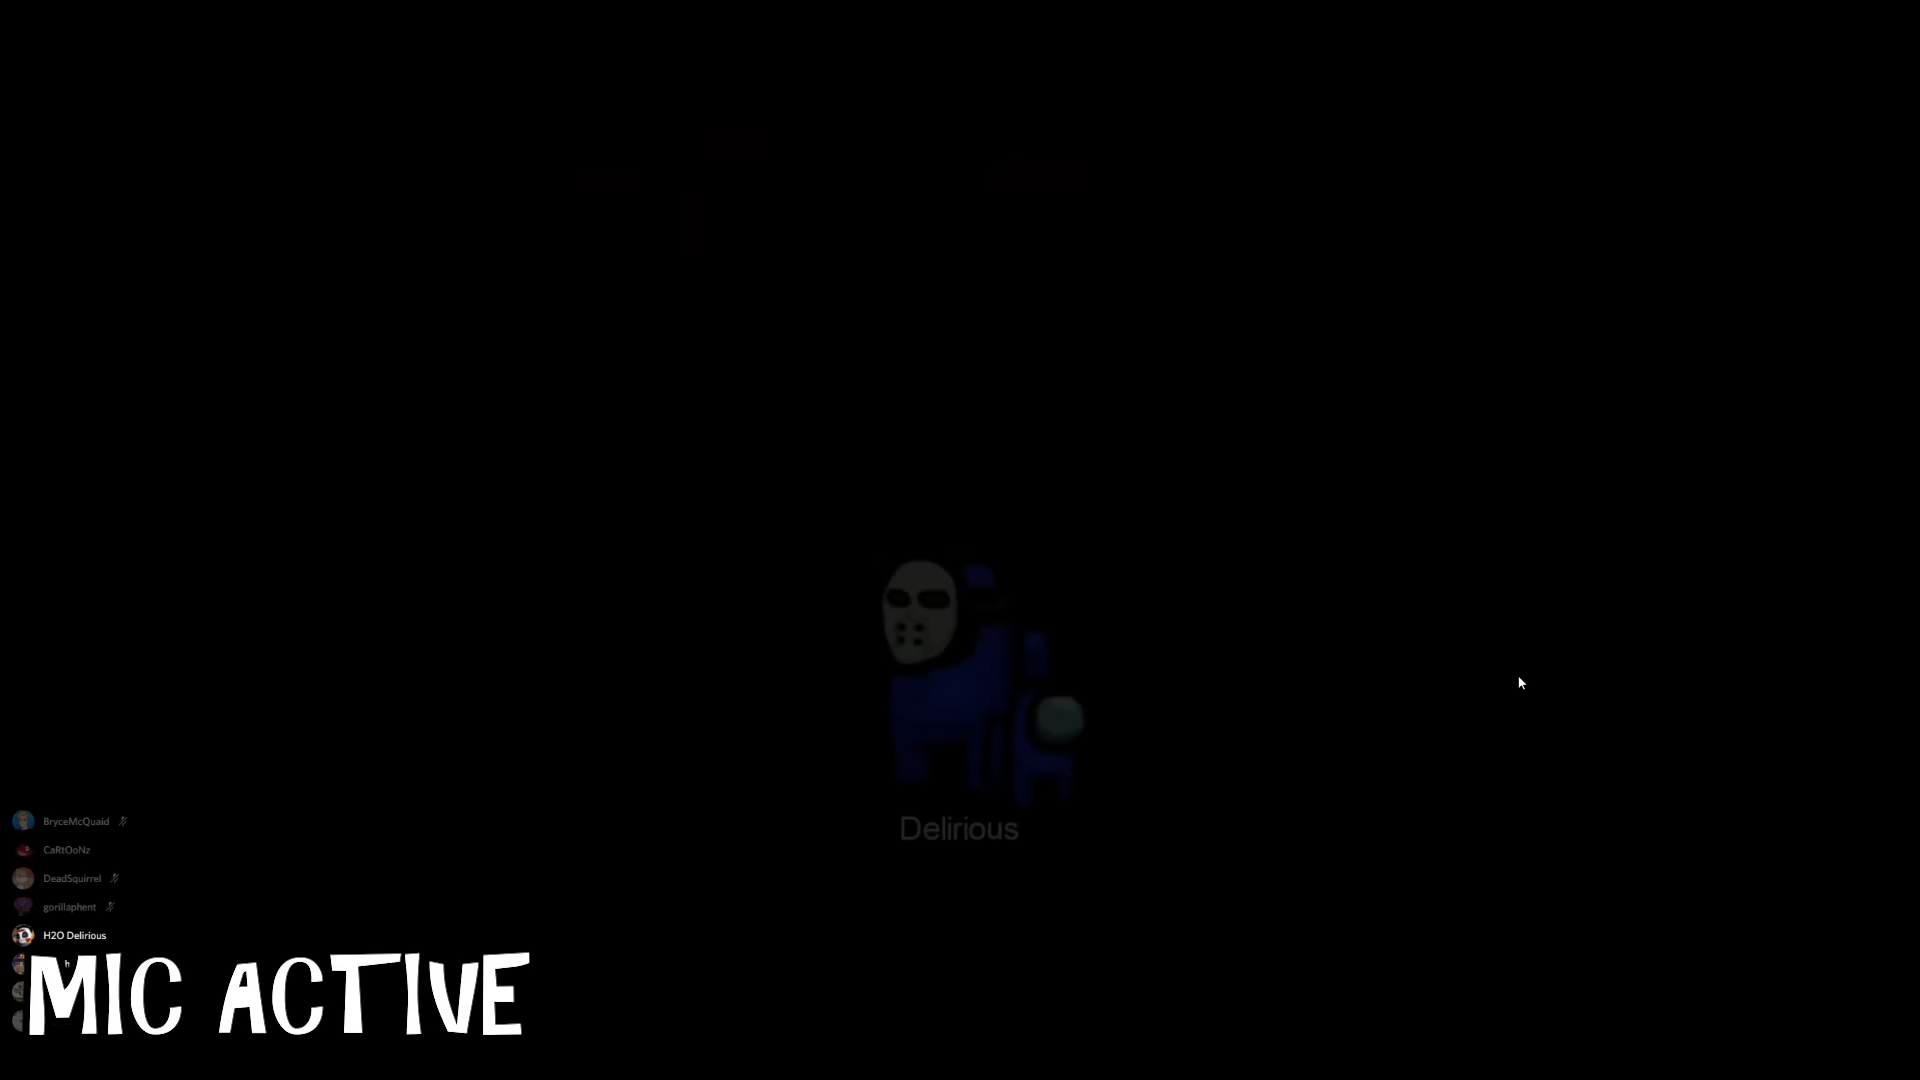 Delirious
BryceMcQuaid
CaRtOoNz
DeadSquirrel
gorillaphent
H2O Delirious
MIC ACTIVE